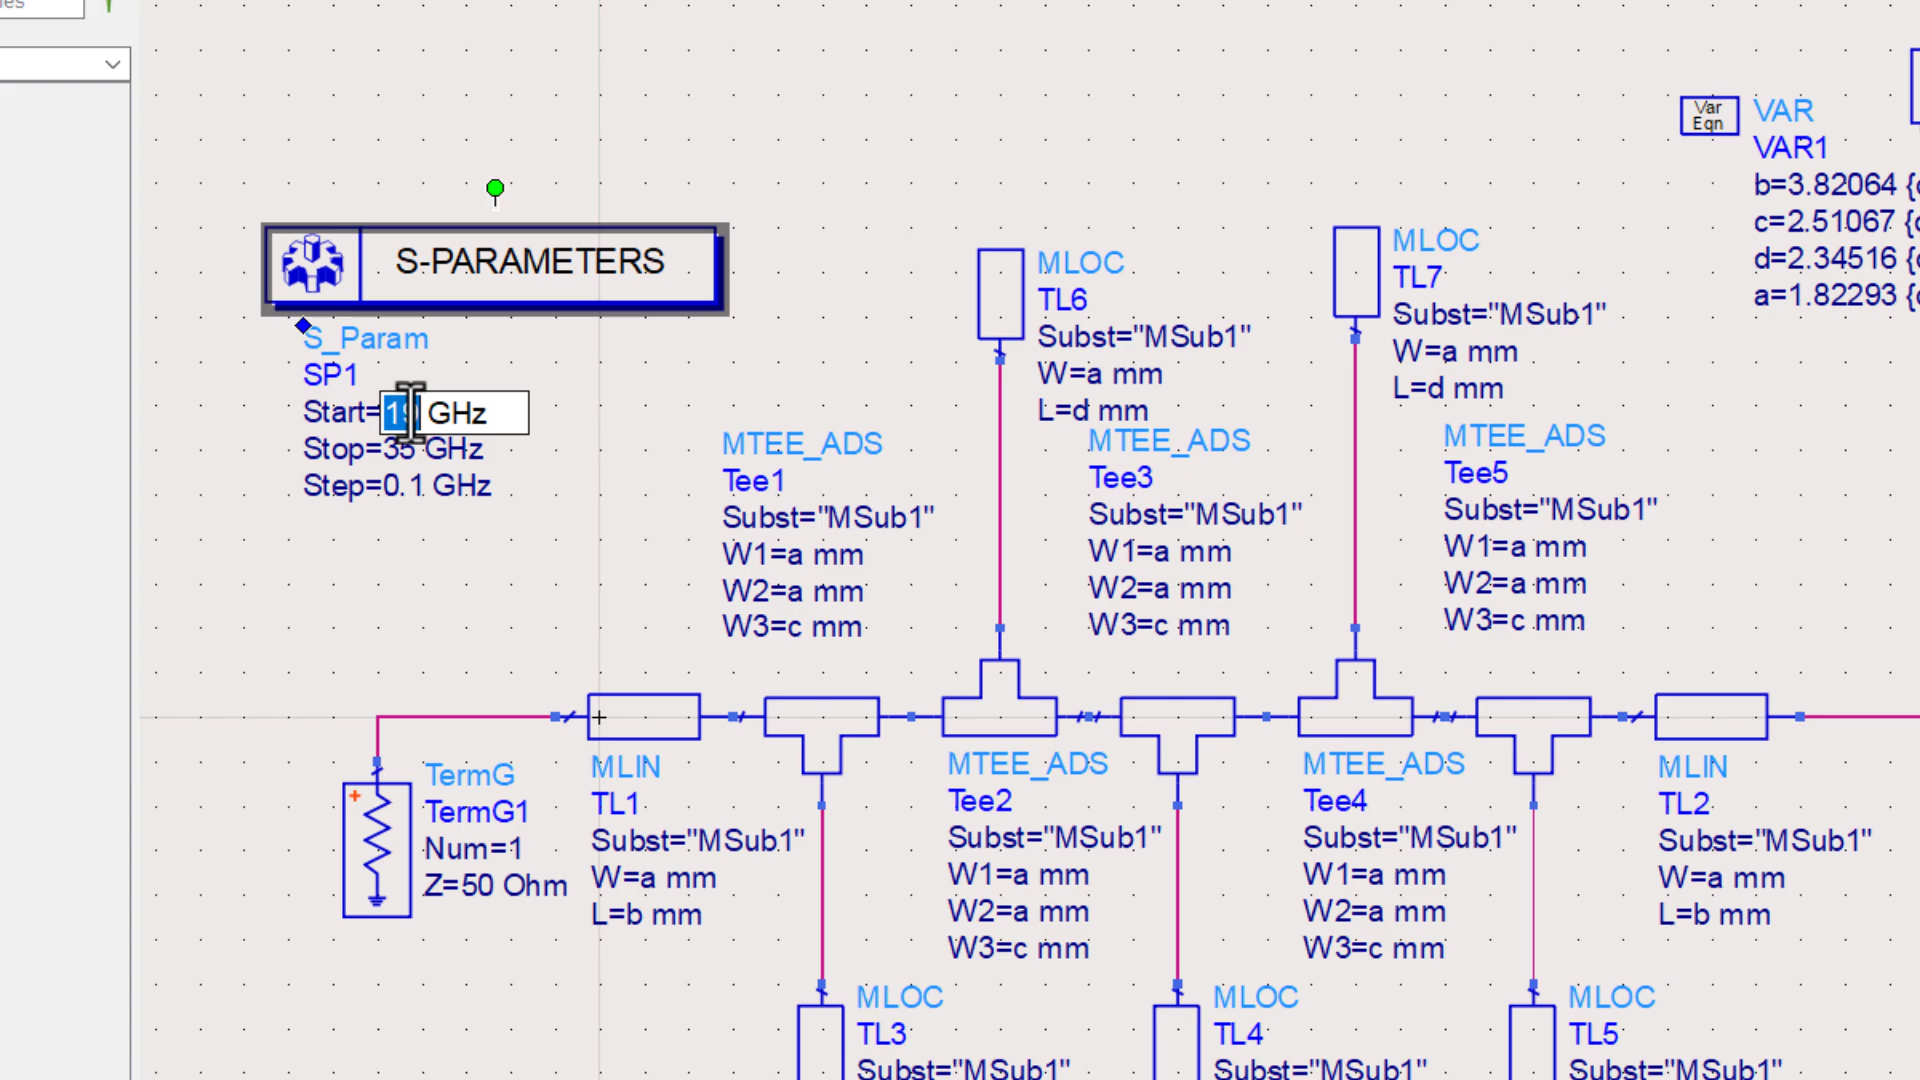 Var
Eqn
VAR
VAR1
b=3.82064
c=2.51067
d=2.34516
a=1.82293
S-PARAMETERS
S_Param
SP1
Start= GHz
Stop=35 GHz
Step=0.1 GHz
MLOC
TL6
Subst="MSub1"
W=a mm
L=d mm
MLOC
TL7
Subst="MSub1"
W=a mm
L=d mm
MTEE_ADS
Tee1
Subst="MSub1"
W1=a mm
W2=a mm
W3=c mm
MTEE_ADS
Tee3
Subst="MSub1"
W1=a mm
W2=a mm
W3=c mm
MTEE_ADS
Tee5
Subst="MSub1"
W1=a mm
W2=a mm
W3=c mm
TermG
TermG1
Num=1
Z=50 Ohm
MLIN
TL1
Subst="MSub1"
W=a mm
L=b mm
MTEE_ADS
Tee2
Subst="MSub1"
W1=a mm
W2=a mm
W3=c mm
MTEE_ADS
Tee4
Subst="MSub1"
W1=a mm
W2=a mm
W3=c mm
MLIN
TL2
Subst="MSub1"
W=a mm
L=b mm
MLOC
TL3
Subst="MSub1"
MLOC
TL4
Subst="MSub1"
MLOC
TL5
Subst="MSub1"